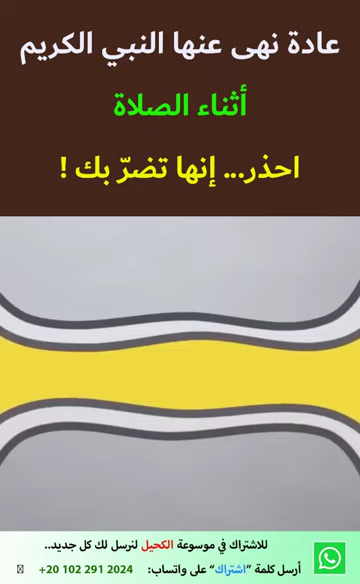 عادة نهى عنها النبي الكريم
أثناء الصلاة
احذر... إنها تضرّ بك !
للاشتراك في موسوعة الكحيل لنرسل لك كل جديد..
أرسل كلمة "اشتراك" على واتساب: +20 102 291 2024